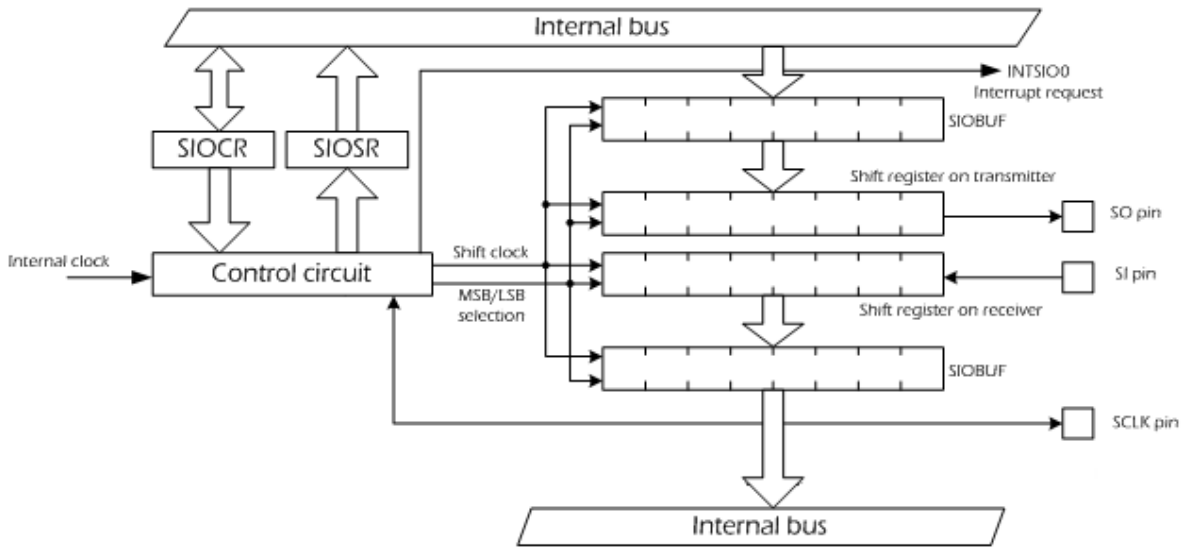 Internal bus
INTSIO0
Interrupt request
SIOBUF
SIOCR
SIOSR
Shift register on transmitter
SO pin
Internal clock
Control circuit
Shift clock
MSB/LSB
selection
SI pin
Shift register on receiver
SIOBUF
SCLK pin
Internal bus